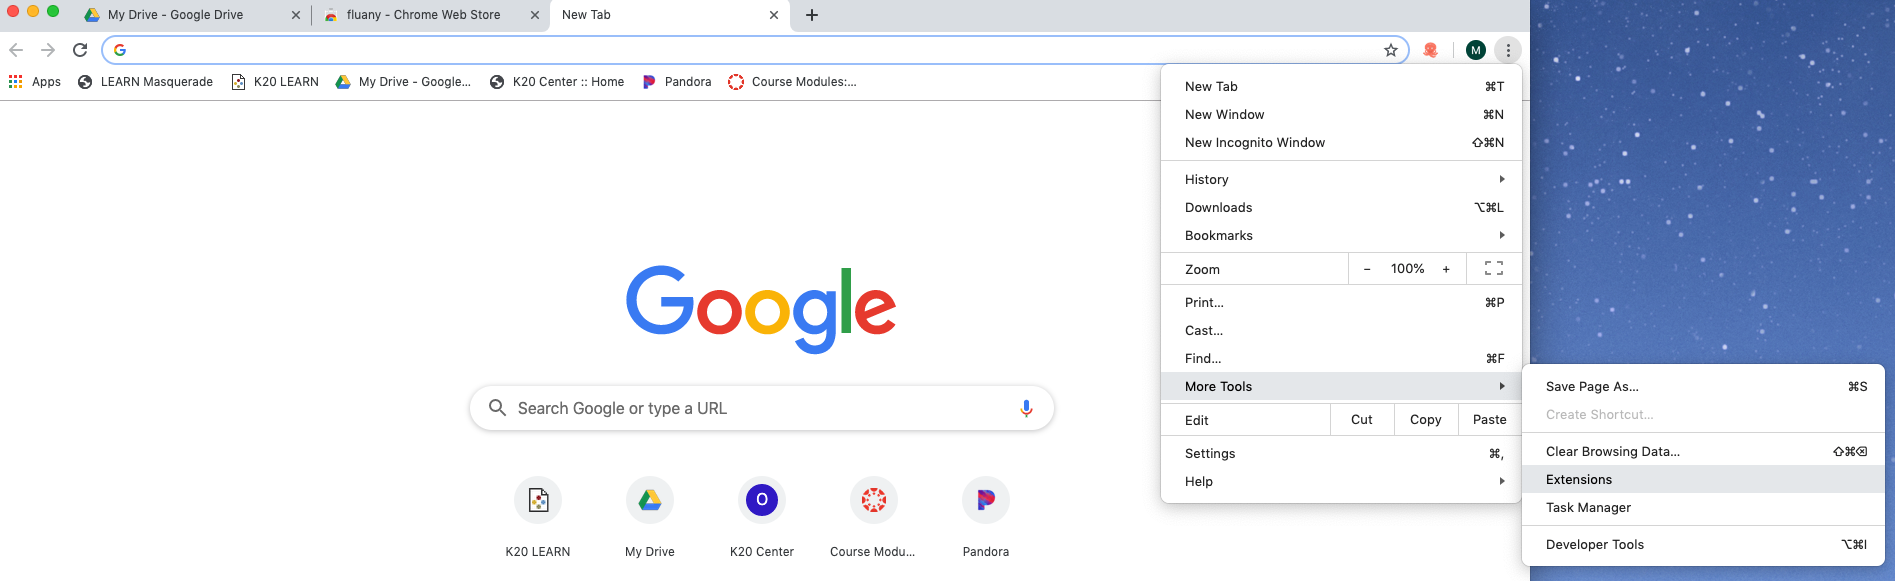 My Drive - Google Drive
fluany - Chrome Web Store
New Tab
M
Apps
LEARN Masquerade
K20 LEARN
My Drive - Google...
K20 Center :: Home
Pandora
Course Modules:...
New Tab ⌘T
New Window ⌘N
New Incognito Window ⇧⌘N
History
Downloads ⌥⌘L
Bookmarks
Zoom − 100% +
Print... ⌘P
Cast...
Find... ⌘F
More Tools
Edit Cut Copy Paste
Settings ⌘,
Help
Save Page As... ⌘S
Create Shortcut...
Clear Browsing Data... ⇧⌘⌫
Extensions
Task Manager
Developer Tools ⌥⌘I
Google
Search Google or type a URL
O
K20 LEARN
My Drive
K20 Center
Course Modu...
Pandora